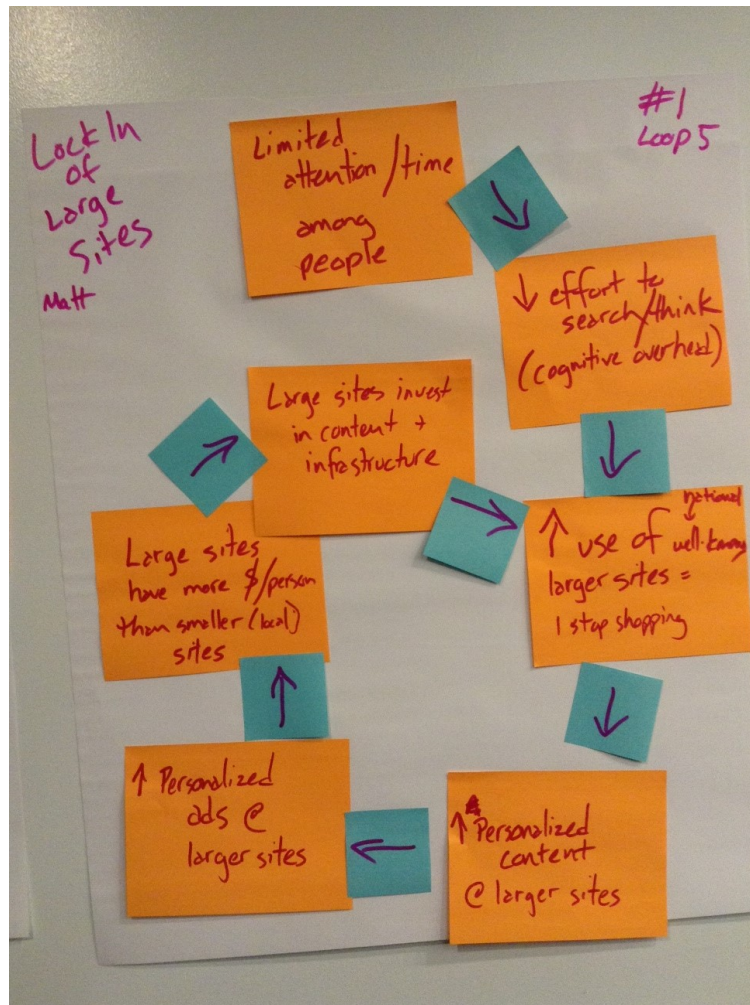 Lock In
of
Large
Sites
Matt
#1
Loop 5
Limited
attention/time
among
people
↓ effort to
search/think
(cognitive overhead)
Large sites invest
in content +
infrastructure
national
↑ use of well-known
larger sites =
1 stop shopping
Large sites
have more $/person
than smaller (local)
sites
↑ Personalized
ads @
larger sites
↑ Personalized
content
@ larger sites